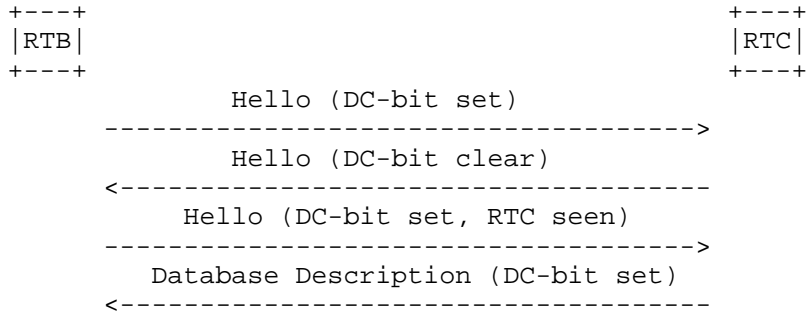 +---+ +---+
|RTB| |RTC|
+---+ +---+
Hello (DC-bit set)
------------------------------------->
Hello (DC-bit clear)
<-------------------------------------
Hello (DC-bit set, RTC seen)
------------------------------------->
Database Description (DC-bit set)
<-------------------------------------